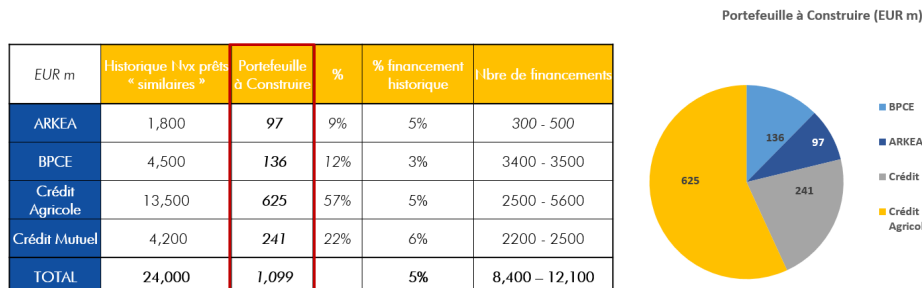 Portefeuille à Construire (EUR m)
EUR m
Historique Nvx prêts
« similaires »
Portefeuille
à Construire
%
% financement
historique
Nbre de financements
ARKEA
1,800
97
9%
5%
300 - 500
BPCE
4,500
136
12%
3%
3400 - 3500
Crédit
Agricole
13,500
625
57%
5%
2500 - 5600
Crédit Mutuel
4,200
241
22%
6%
2200 - 2500
TOTAL
24,000
1,099
5%
8,400 – 12,100
136
97
241
625
BPCE
ARKEA
Crédit
Crédit
Agricol